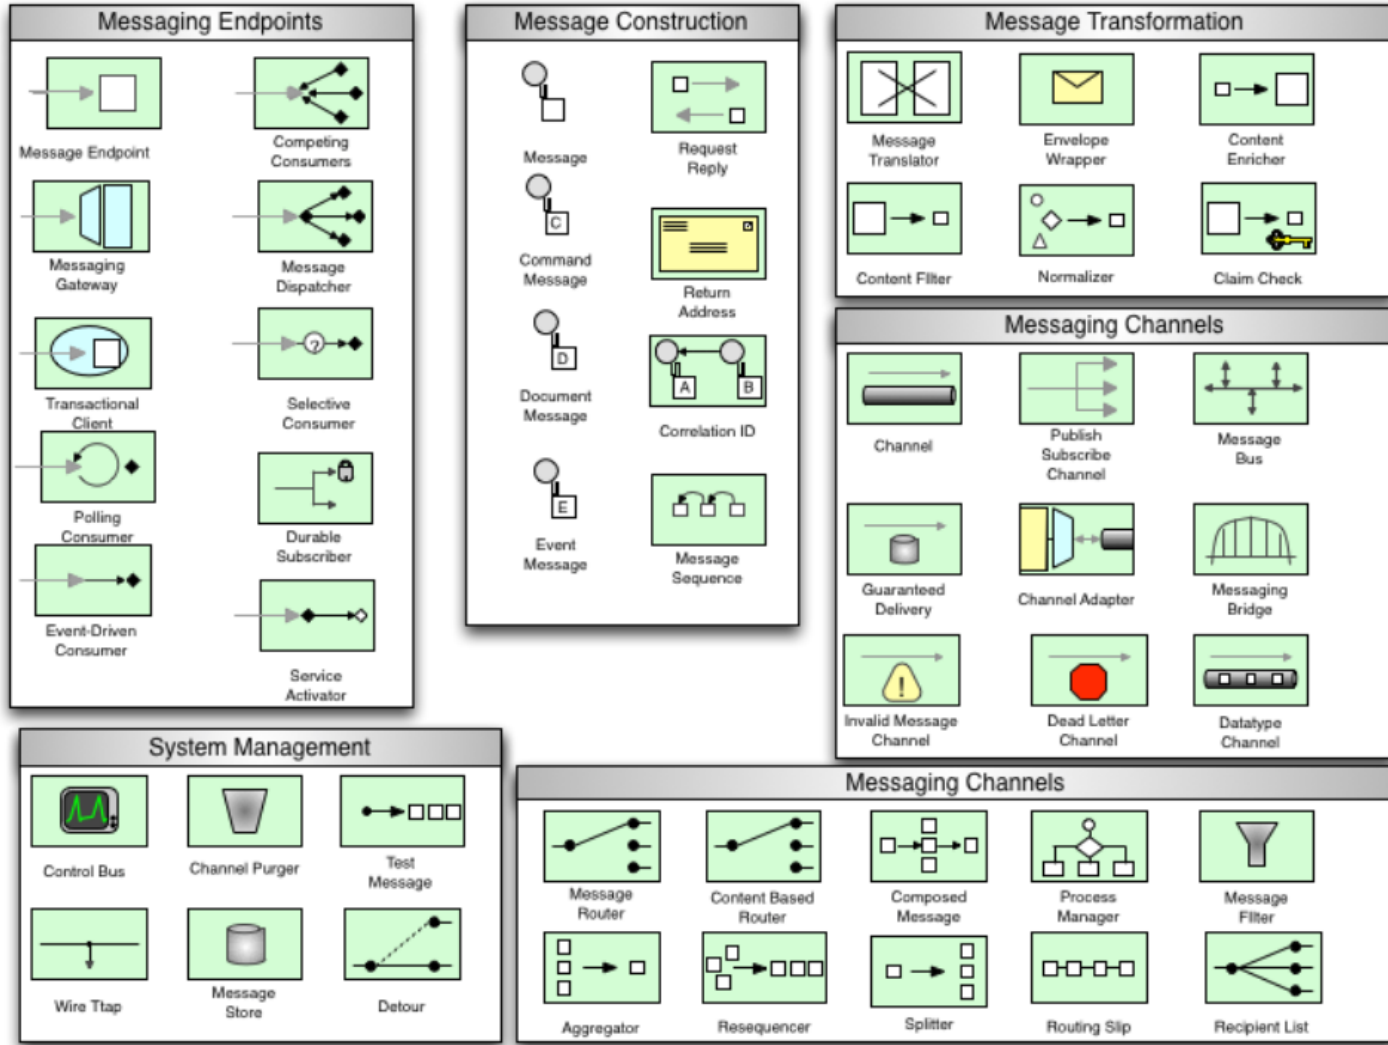 Messaging Endpoints
Message Endpoint
Competing
Consumers
Messaging
Gateway
Message
Dispatcher
Transactional
Client
Selective
Consumer
?
Polling
Consumer
Durable
Subscriber
Event-Driven
Consumer
Service
Activator
Message Construction
Message
Request
Reply
C
Command
Message
Return
Address
D
Document
Message
A
B
Correlation ID
E
Event
Message
Message
Sequence
Message Transformation
Message
Translator
Envelope
Wrapper
Content
Enricher
Content FIlter
Normalizer
Claim Check
Messaging Channels
Channel
Publish
Subscribe
Channel
Message
Bus
Guaranteed
Delivery
Channel Adapter
Messaging
Bridge
!
Invalid Message
Channel
Dead Letter
Channel
Datatype
Channel
System Management
Control Bus
Channel Purger
Test
Message
Wire Ttap
Message
Store
Detour
Messaging Channels
Message
Router
Content Based
Router
Composed
Message
Process
Manager
Message
FIlter
Aggregator
Resequencer
Splitter
Routing Slip
Recipient List